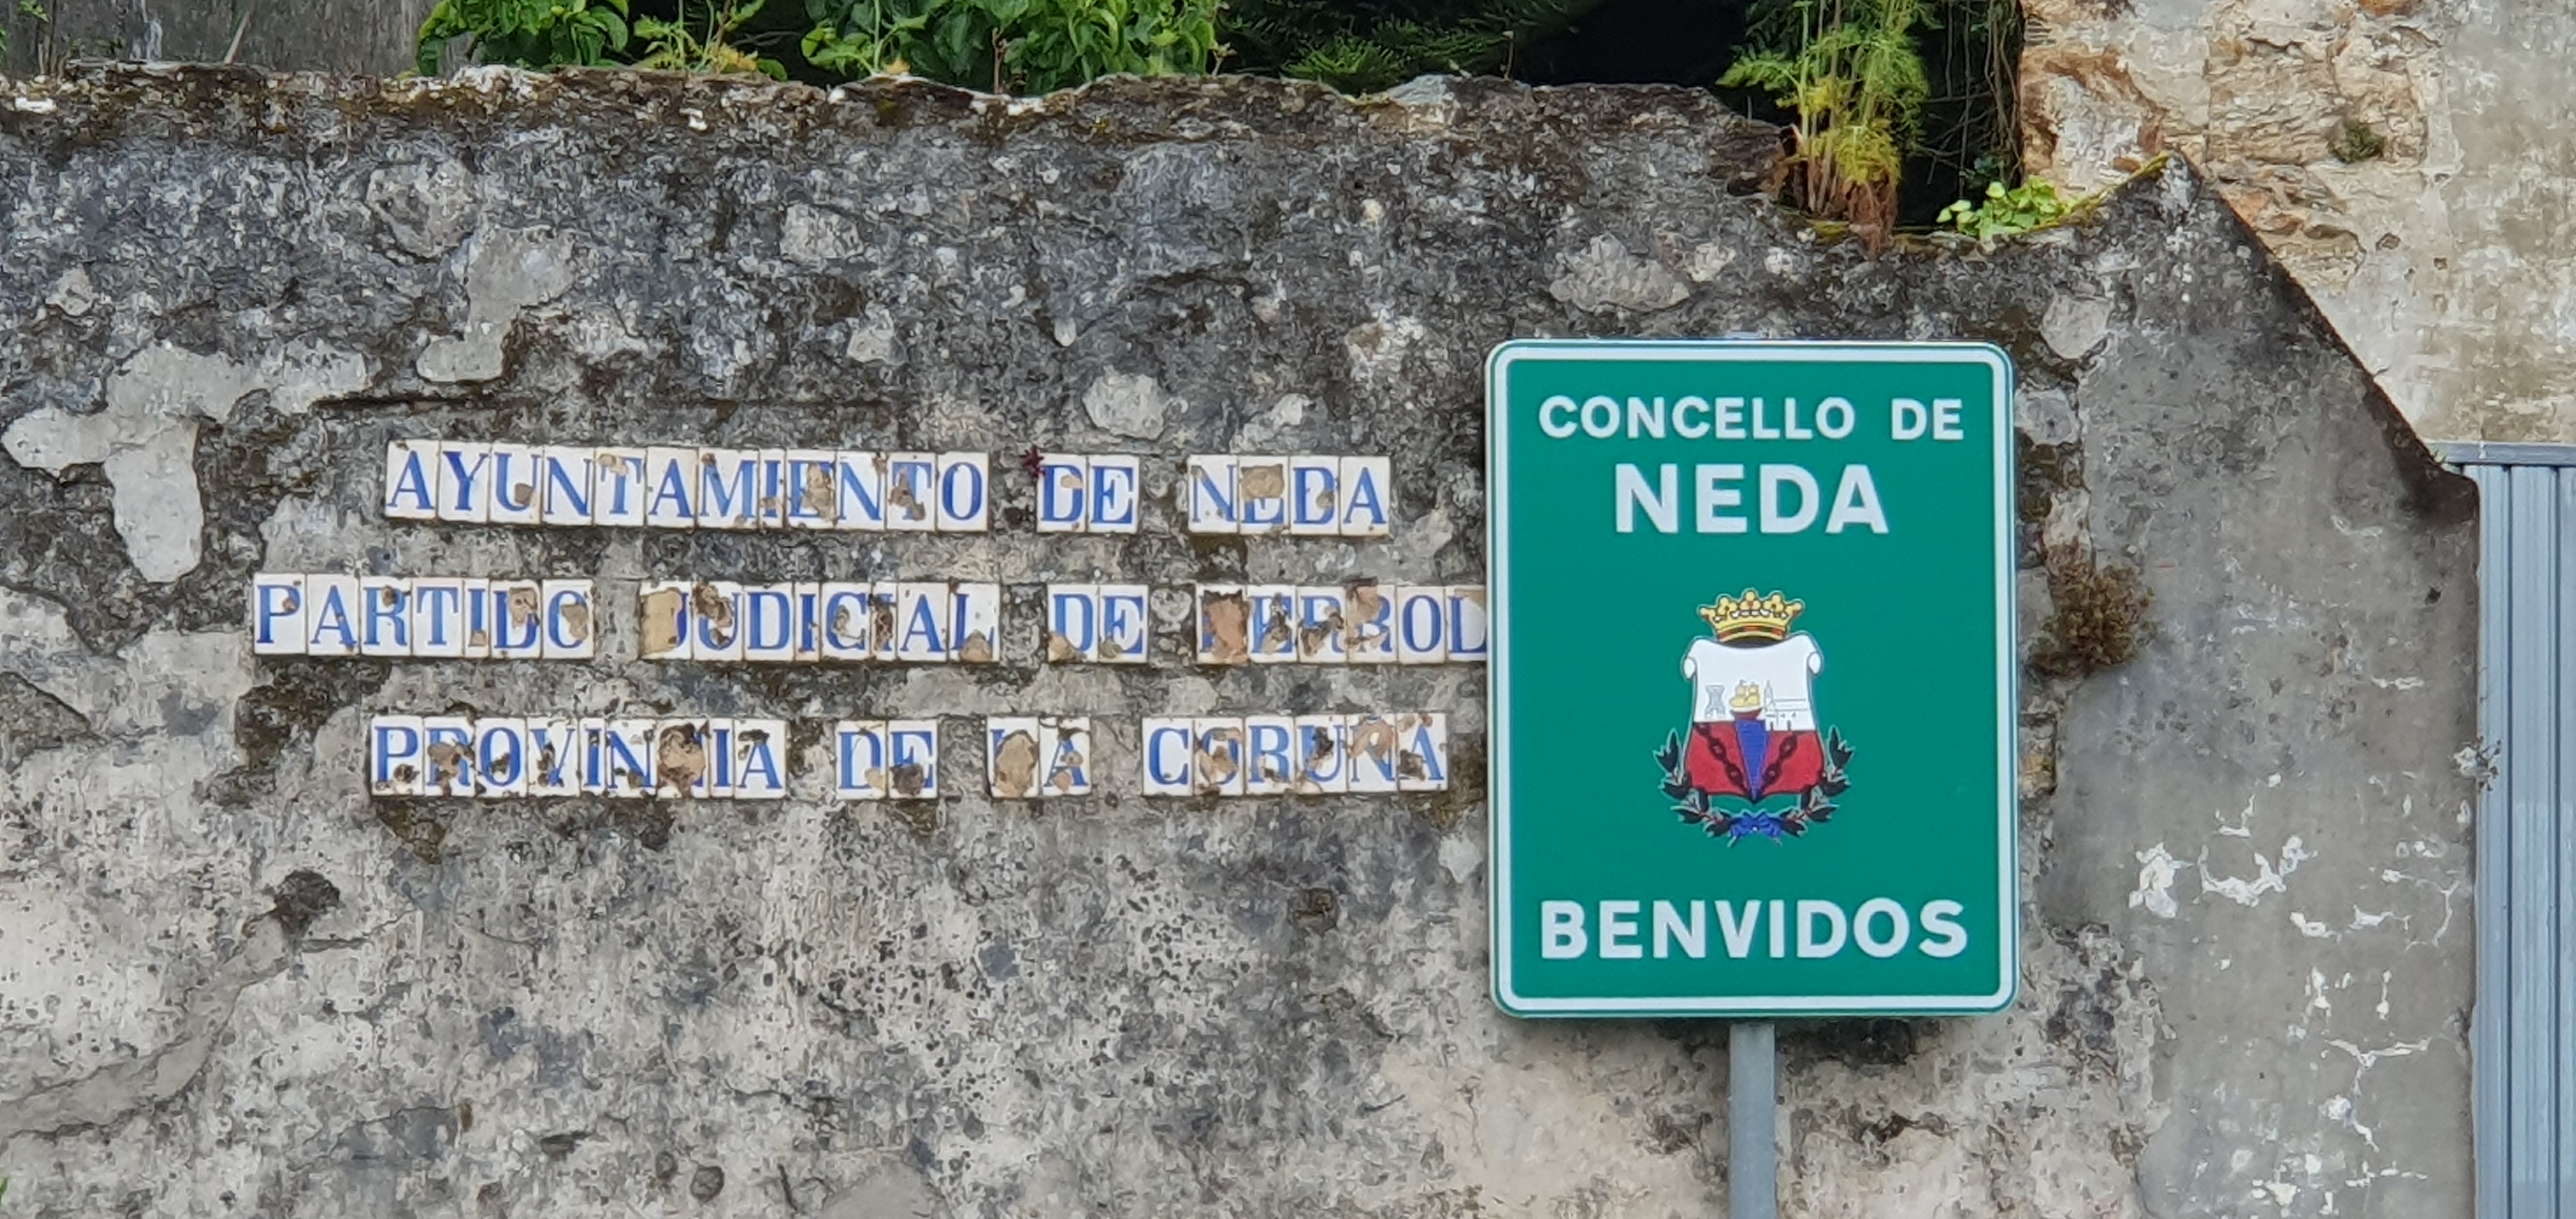 AYUNTAMIENTO DE NEDA
PARTIDO JUDICIAL DE FERROL
PROVINCIA DE LA CORUÑA
CONCELLO DE
NEDA
BENVIDOS